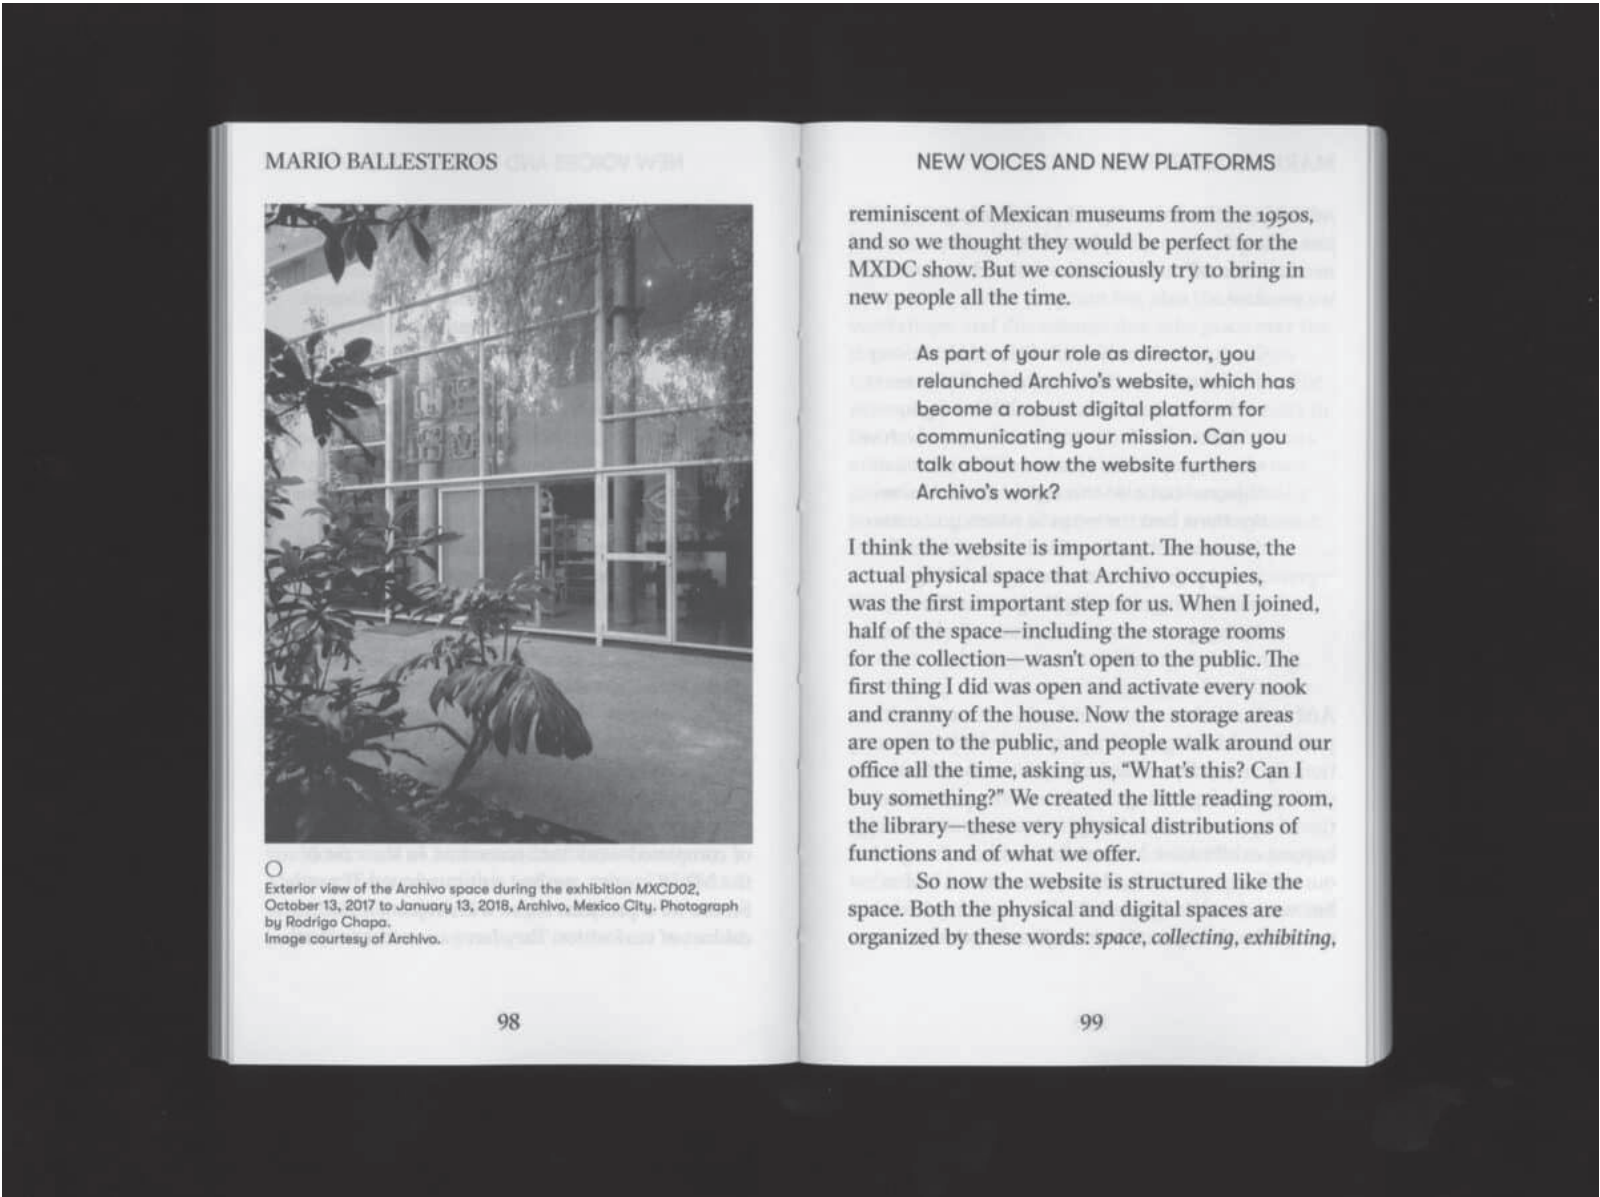 MARIO BALLESTEROS
O
Exterior view of the Archivo space during the exhibition MXCD02,
October 13, 2017 to January 13, 2018, Archivo, Mexico City. Photograph
by Rodrigo Chapa.
Image courtesy of Archivo.
98
NEW VOICES AND NEW PLATFORMS
reminiscent of Mexican museums from the 1950s,
and so we thought they would be perfect for the
MXDC show. But we consciously try to bring in
new people all the time.
As part of your role as director, you
relaunched Archivo’s website, which has
become a robust digital platform for
communicating your mission. Can you
talk about how the website furthers
Archivo’s work?
I think the website is important. The house, the
actual physical space that Archivo occupies,
was the first important step for us. When I joined,
half of the space—including the storage rooms
for the collection—wasn’t open to the public. The
first thing I did was open and activate every nook
and cranny of the house. Now the storage areas
are open to the public, and people walk around our
office all the time, asking us, “What’s this? Can I
buy something?” We created the little reading room,
the library—these very physical distributions of
functions and of what we offer.
So now the website is structured like the
space. Both the physical and digital spaces are
organized by these words: space, collecting, exhibiting,
99